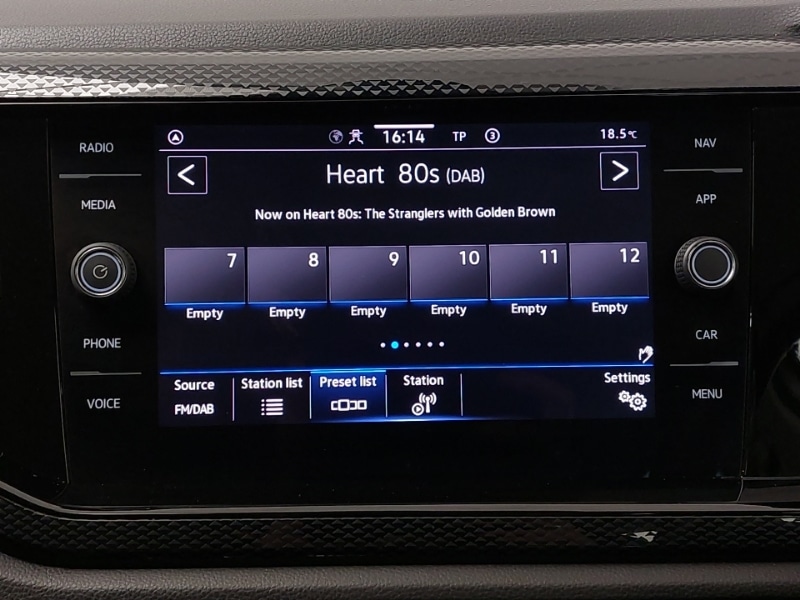 RADIO
MEDIA
PHONE
VOICE
16:14 TP 3 18.5°C
< Heart 80s (DAB) >
Now on Heart 80s: The Stranglers with Golden Brown
7 8 9 10 11 12
Empty Empty Empty Empty Empty Empty
Source Station list Preset list Station Settings
FM/DAB
NAV
APP
CAR
MENU